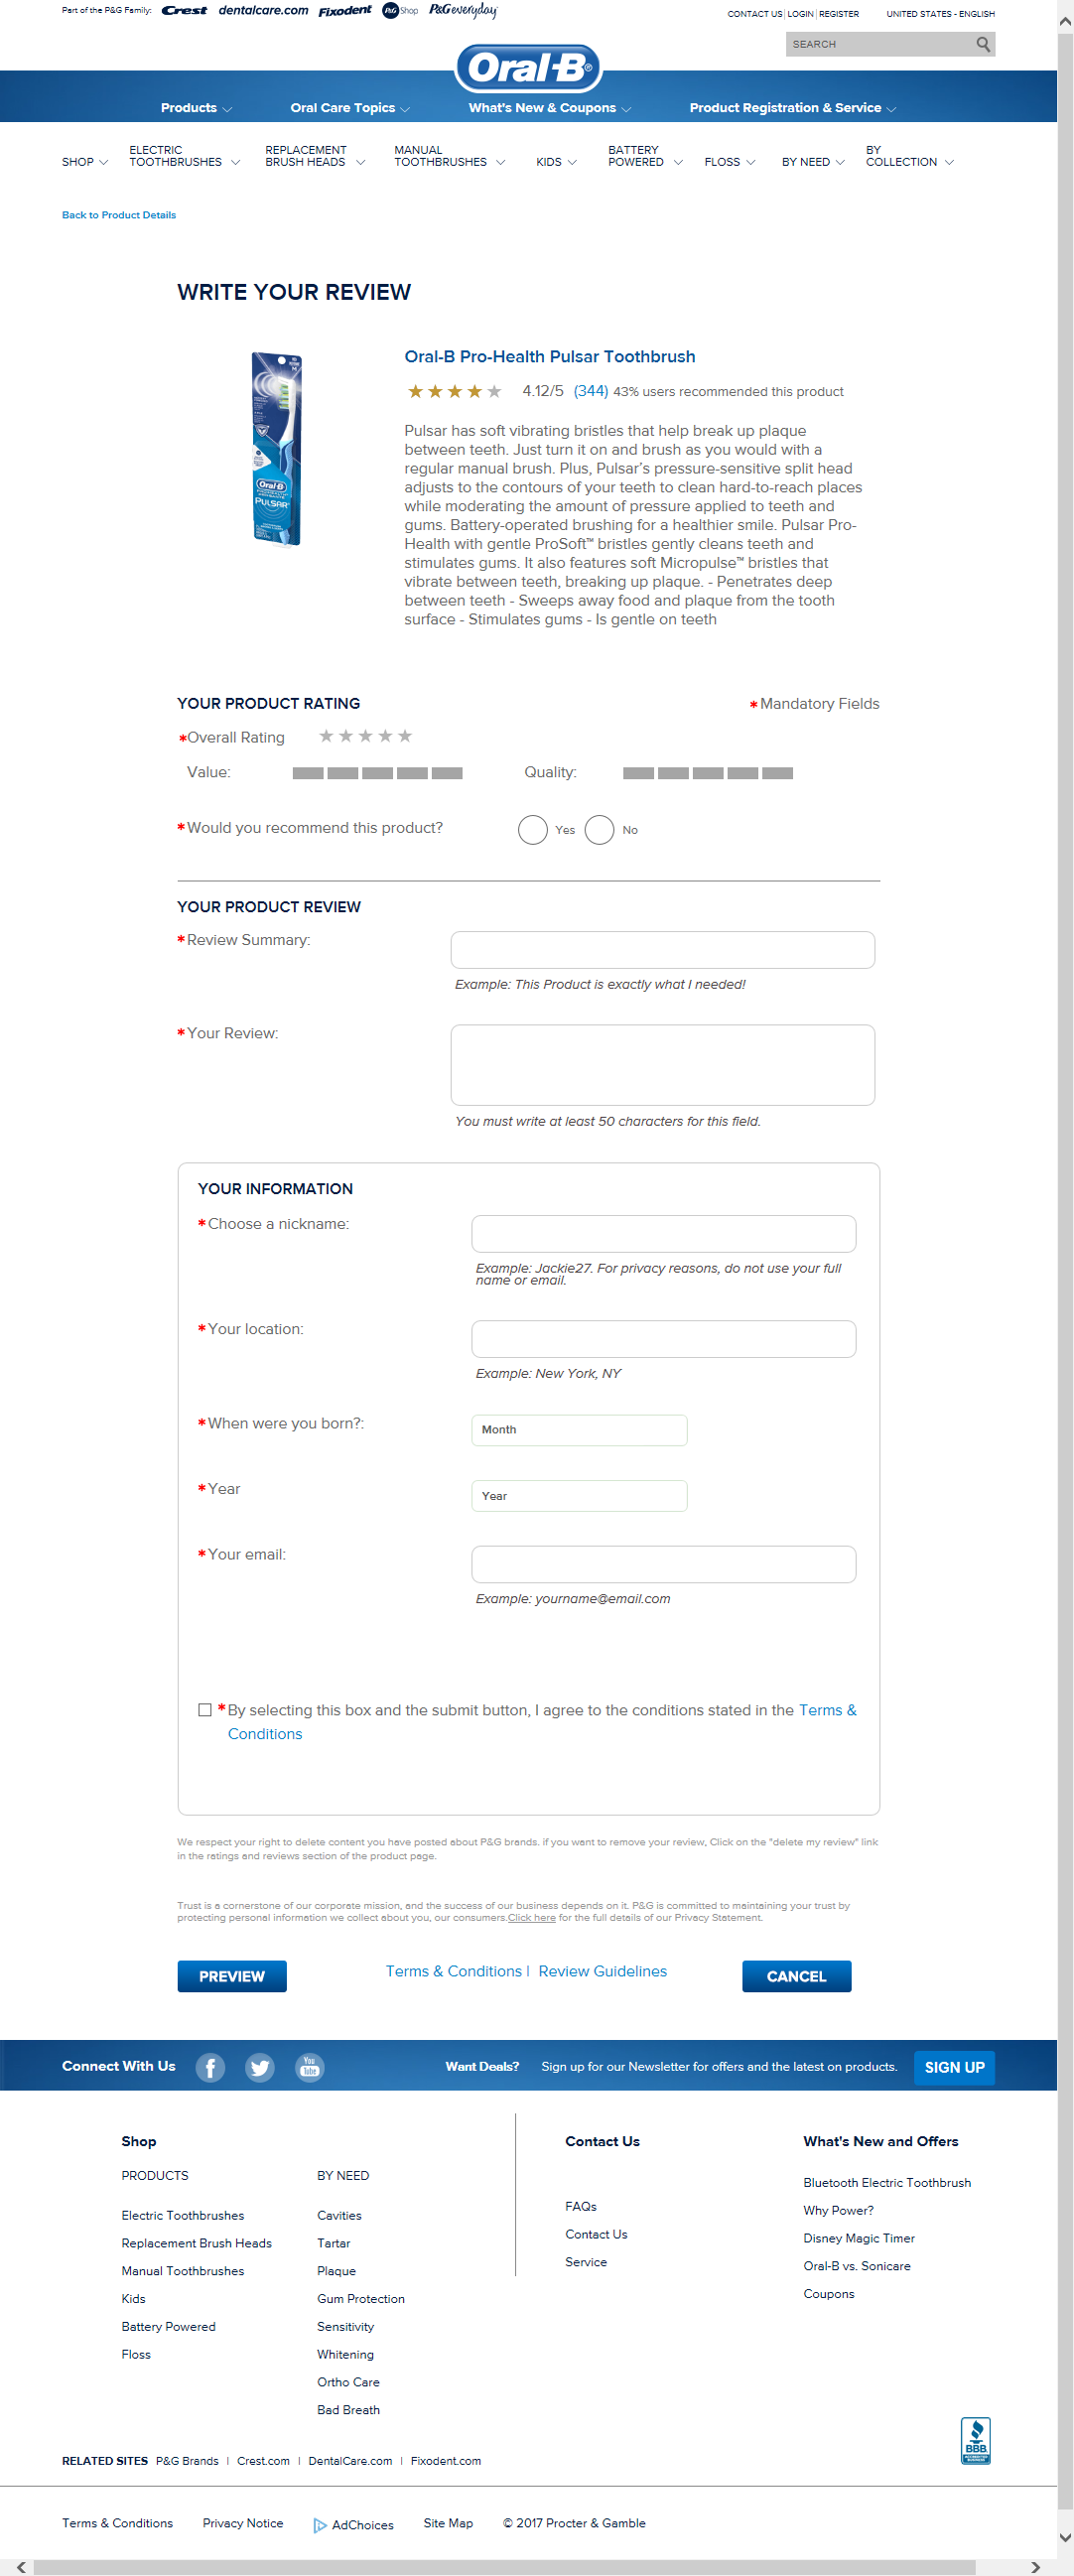 Part of the P&G Family: Crest dentalcare.com Fixodent P&G Shop P&G everyday
CONTACT US | LOGIN | REGISTER UNITED STATES - ENGLISH
SEARCH
Oral-B®
Products What's New & Coupons Oral Care Topics Product Registration & Service
SHOP
ELECTRIC
TOOTHBRUSHES
REPLACEMENT
BRUSH HEADS
MANUAL
TOOTHBRUSHES
KIDS
BATTERY
POWERED
FLOSS
BY NEED
BY
COLLECTION
Back to Product Details
WRITE YOUR REVIEW
Oral-B
PULSAR
Oral-B Pro-Health Pulsar Toothbrush
4.12/5 (344) 43% users recommended this product
Pulsar has soft vibrating bristles that help break up plaque
between teeth. Just turn it on and brush as you would with a
regular manual brush. Plus, Pulsar's pressure-sensitive split head
adjusts to the contours of your teeth to clean hard-to-reach places
while moderating the amount of pressure applied to teeth and
gums. Battery-operated brushing for a healthier smile. Pulsar Pro-
Health with gentle ProSoft™ bristles gently cleans teeth and
stimulates gums. It also features soft Micropulse™ bristles that
vibrate between teeth, breaking up plaque. - Penetrates deep
between teeth - Sweeps away food and plaque from the tooth
surface - Stimulates gums - Is gentle on teeth
YOUR PRODUCT RATING
*Mandatory Fields
*Overall Rating
Value:
Quality:
*Would you recommend this product? Yes No
YOUR PRODUCT REVIEW
*Review Summary:
Example: This Product is exactly what I needed!
*Your Review:
You must write at least 50 characters for this field.
YOUR INFORMATION
*Choose a nickname:
Example: Jackie27. For privacy reasons, do not use your full
name or email.
*Your location:
Example: New York, NY
*When were you born?: Month
*Year Year
*Your email:
Example: yourname@email.com
*By selecting this box and the submit button, I agree to the conditions stated in the Terms &
Conditions
We respect your right to delete content you have posted about P&G brands. if you want to remove your review, Click on the "delete my review" link
in the ratings and reviews section of the product page.
Trust is a cornerstone of our corporate mission, and the success of our business depends on it. P&G is committed to maintaining your trust by
protecting personal information we collect about you, our consumers.Click here for the full details of our Privacy Statement.
PREVIEW
Terms & Conditions | Review Guidelines
CANCEL
Connect With Us
You
Tube
Want Deals? Sign up for our Newsletter for offers and the latest on products. SIGN UP
Shop
PRODUCTS
Electric Toothbrushes
Replacement Brush Heads
Manual Toothbrushes
Kids
Battery Powered
Floss
BY NEED
Cavities
Tartar
Plaque
Gum Protection
Sensitivity
Whitening
Ortho Care
Bad Breath
Contact Us
FAQs
Contact Us
Service
What's New and Offers
Bluetooth Electric Toothbrush
Why Power?
Disney Magic Timer
Oral-B vs. Sonicare
Coupons
BBB
RELATED SITES P&G Brands | Crest.com | DentalCare.com | Fixodent.com
Terms & Conditions Privacy Notice AdChoices Site Map © 2017 Procter & Gamble